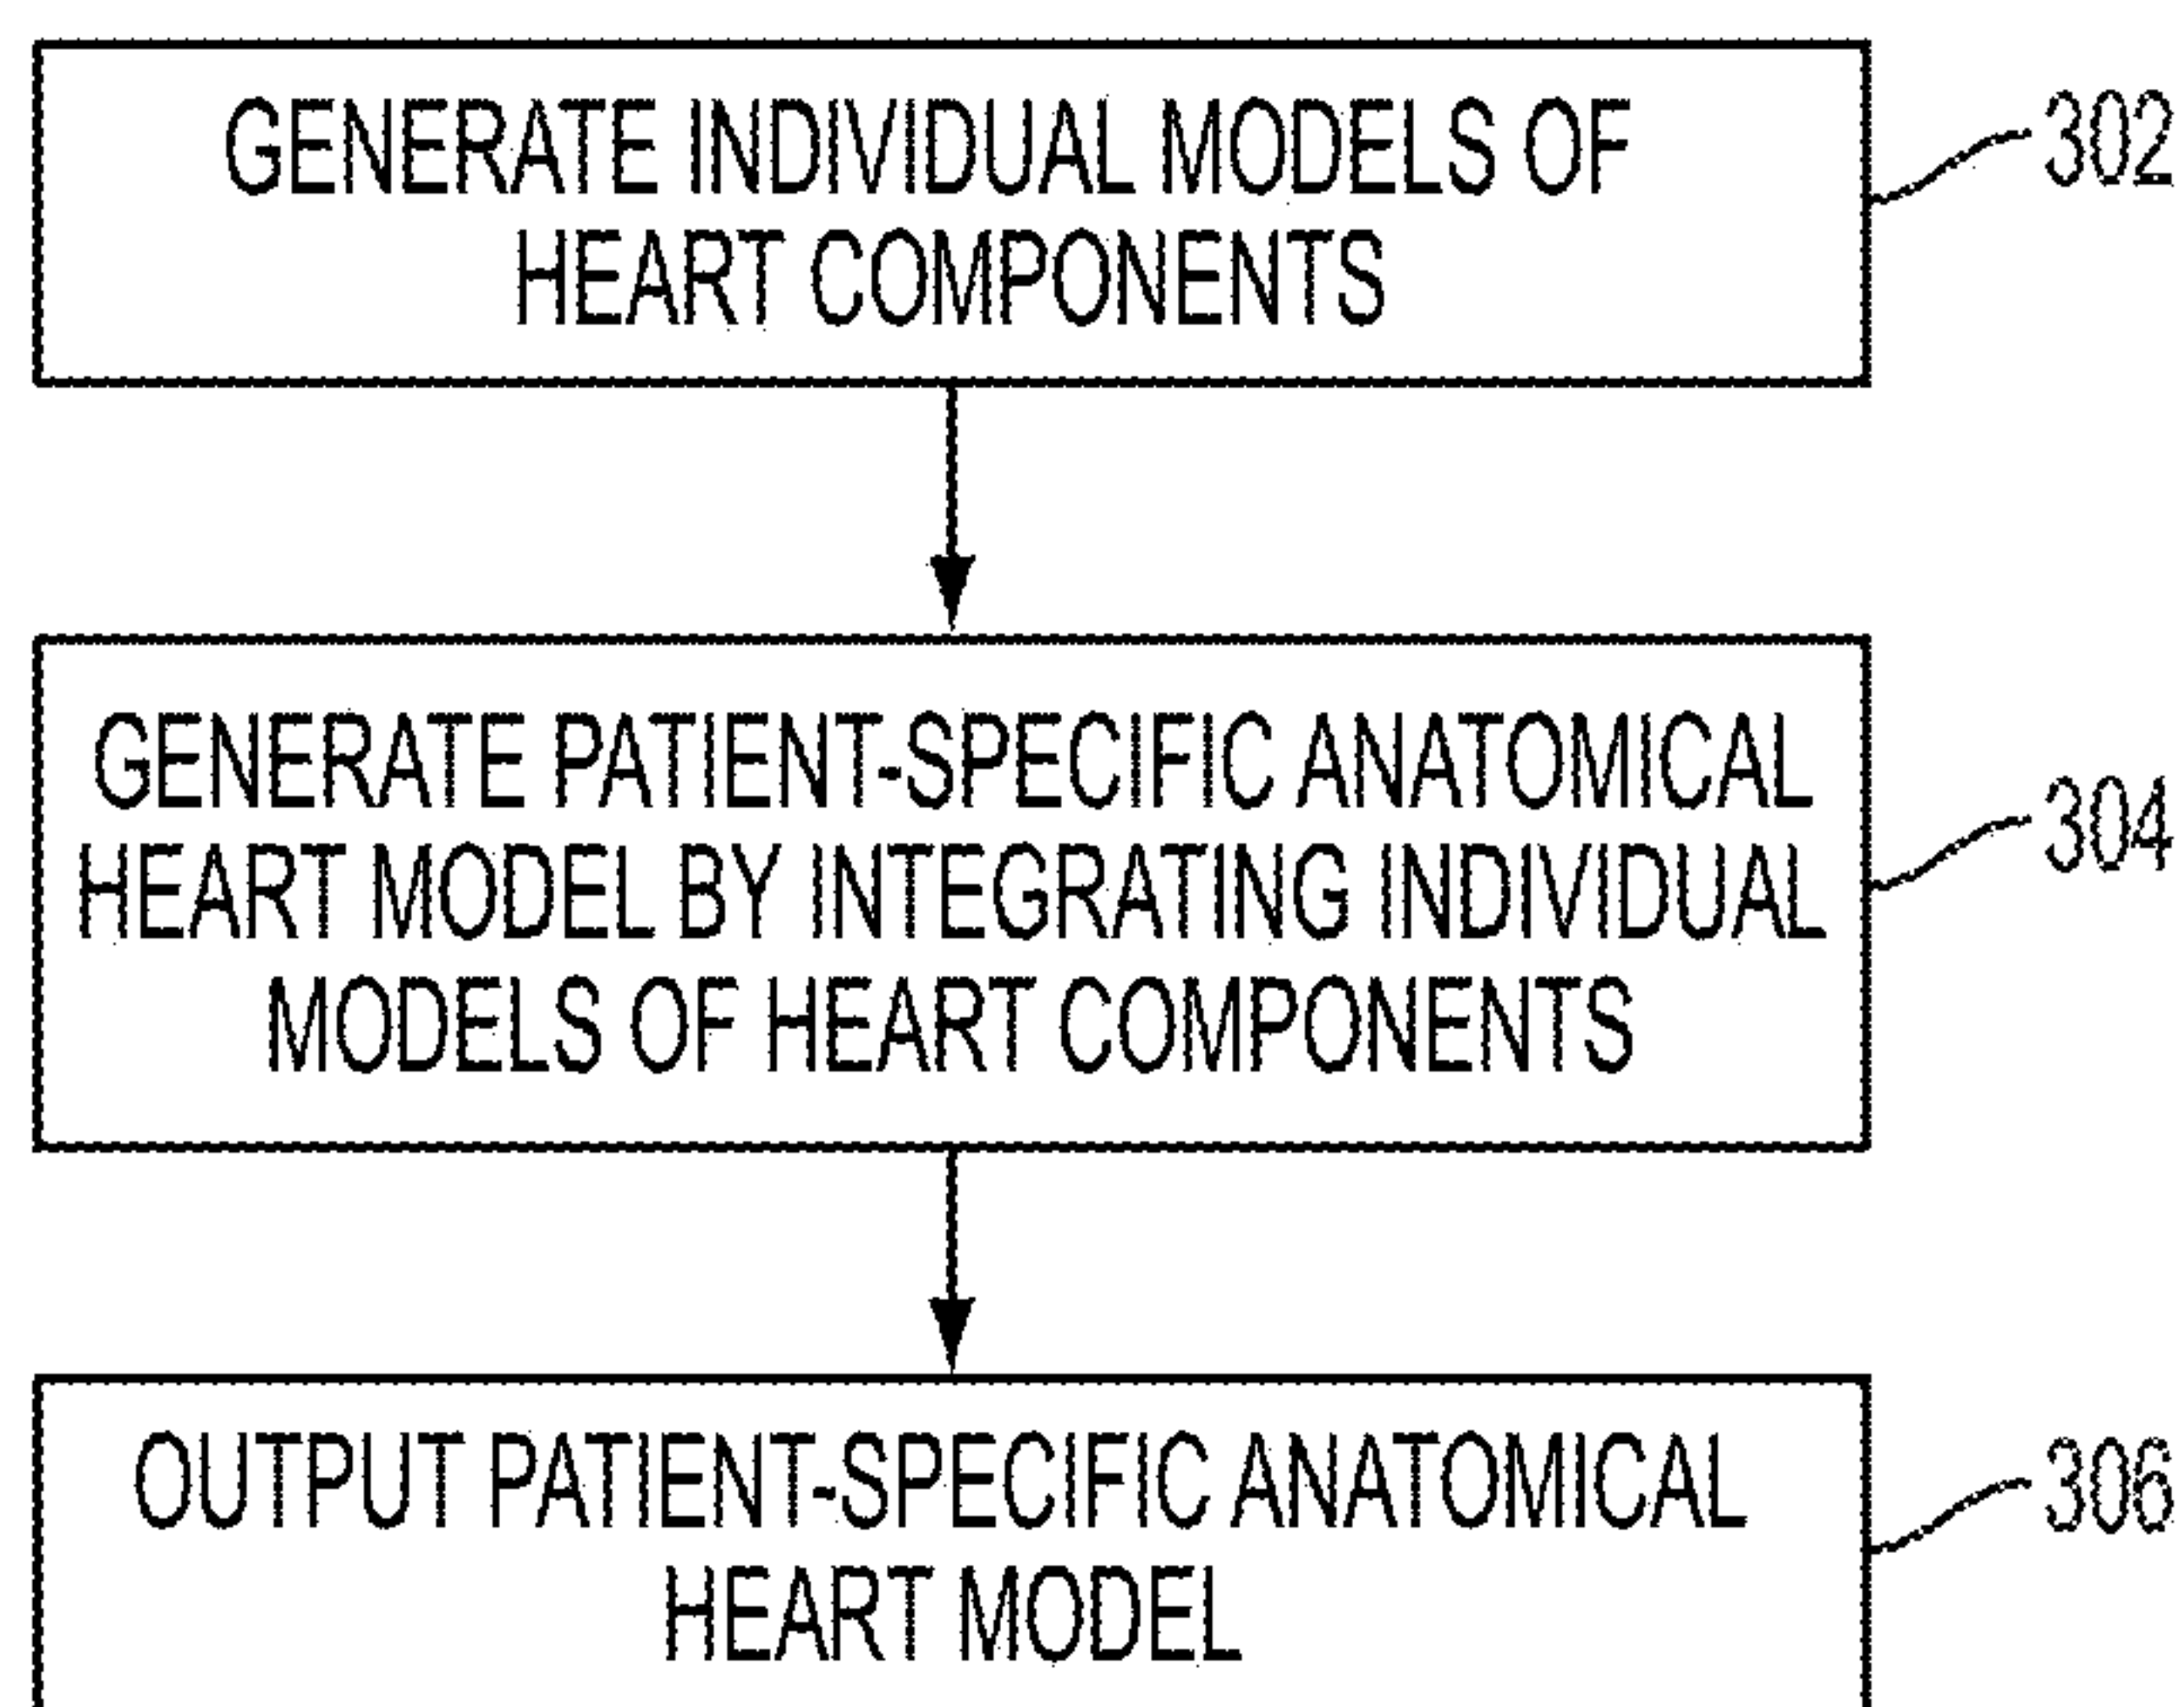 GENERATE INDIVIDUAL MODELS OF
HEART COMPONENTS
302
GENERATE PATIENT-SPECIFIC ANATOMICAL
HEART MODEL BY INTEGRATING INDIVIDUAL
MODELS OF HEART COMPONENTS
304
OUTPUT PATIENT-SPECIFIC ANATOMICAL
HEART MODEL
306